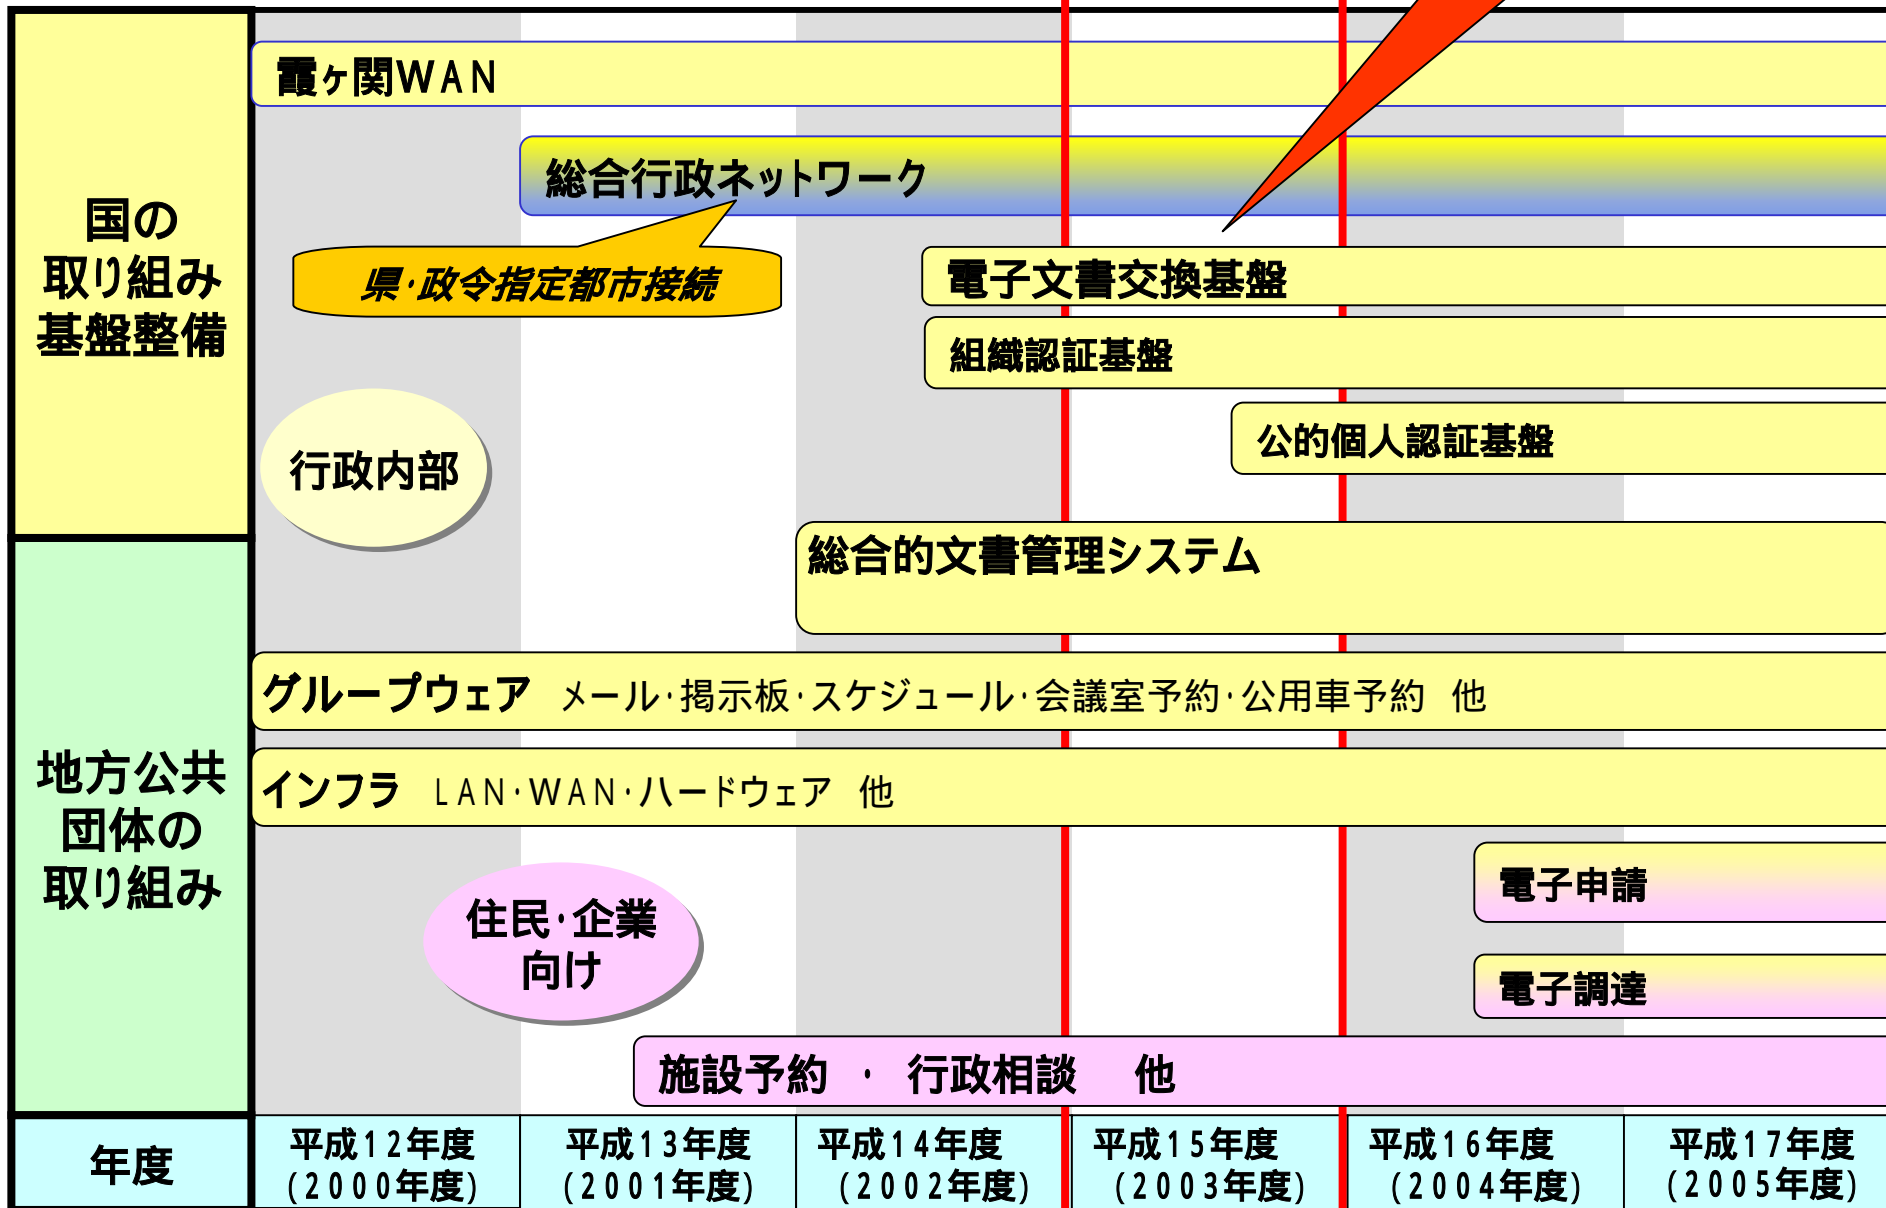 国の
取り組み
基盤整備
霞ヶ関WAN
総合行政ネットワーク
県・政令指定都市接続
電子文書交換基盤
組織認証基盤
公的個人認証基盤
行政内部
総合的文書管理システム
地方公共
団体の
取り組み
グループウェア メール・掲示板・スケジュール・会議室予約・公用車予約 他
インフラ LAN・WAN・ハードウェア 他
電子申請
住民・企業
向け
電子調達
施設予約 ・ 行政相談 他
年度
平成12年度
(2000年度)
平成13年度
(2001年度)
平成14年度
(2002年度)
平成15年度
(2003年度)
平成16年度
(2004年度)
平成17年度
(2005年度)